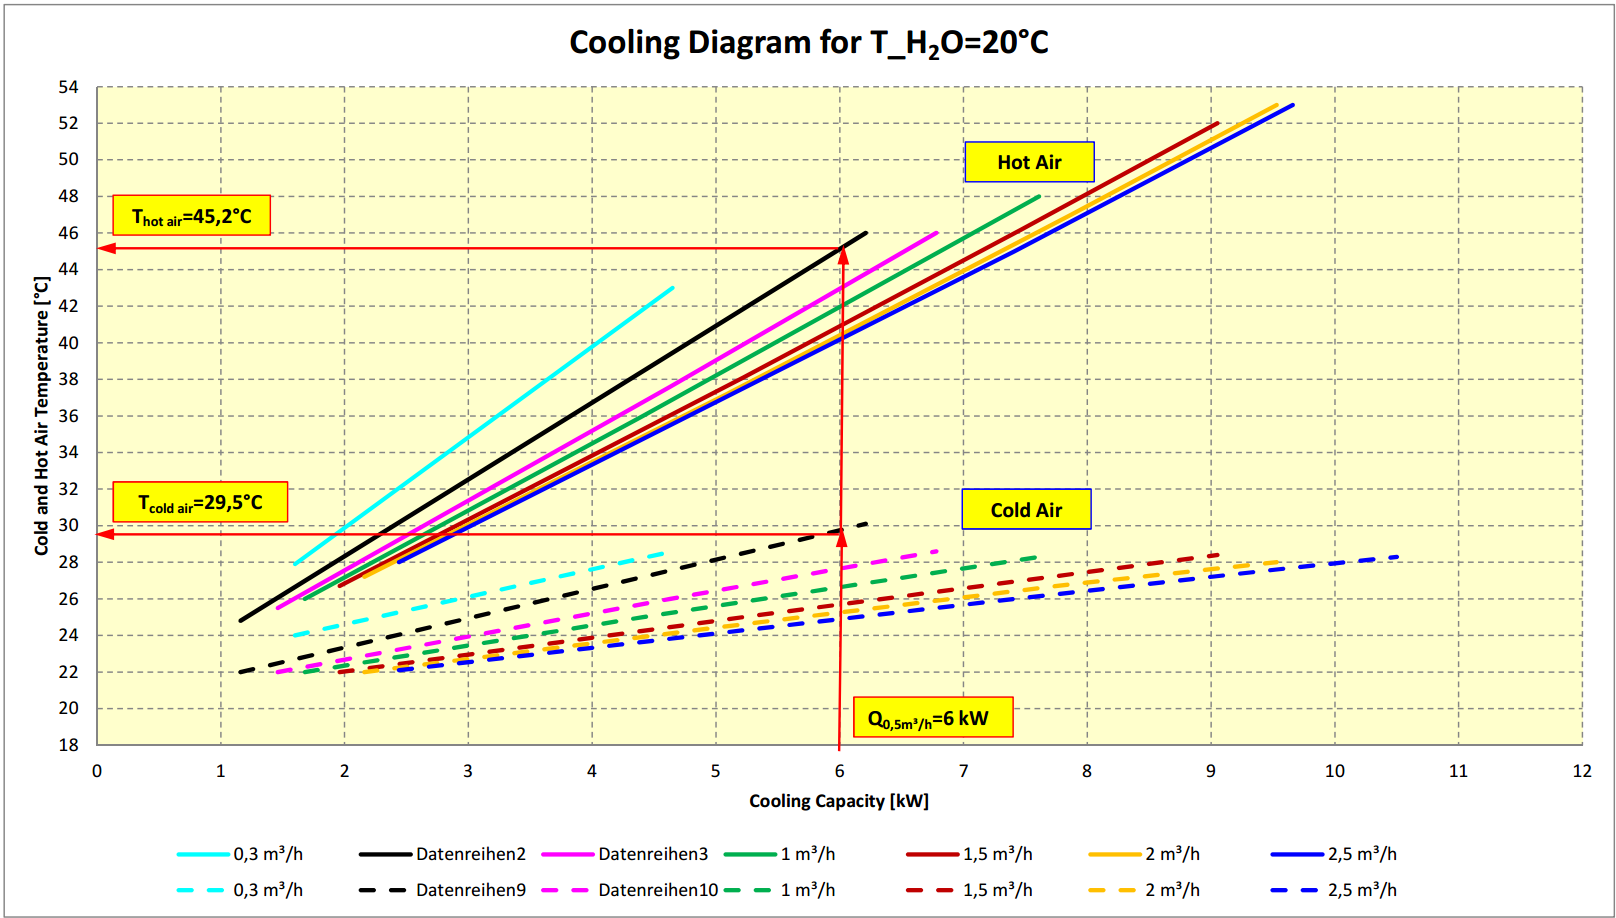 Cooling Diagram for T_H₂O=20°C
54
52
50
48
46
44
42
40
38
36
34
32
30
28
26
24
22
20
18
Cold and Hot Air Temperature [°C]
Hot Air
T hot air=45,2°C
T cold air=29,5°C
Cold Air
Q 0,5m³/h=6 kW
0 1 2 3 4 5 6 7 8 9 10 11 12
Cooling Capacity [kW]
0,3 m³/h Datenreihen2 Datenreihen3 1 m³/h 1,5 m³/h 2 m³/h 2,5 m³/h
0,3 m³/h Datenreihen9 Datenreihen10 1 m³/h 1,5 m³/h 2 m³/h 2,5 m³/h